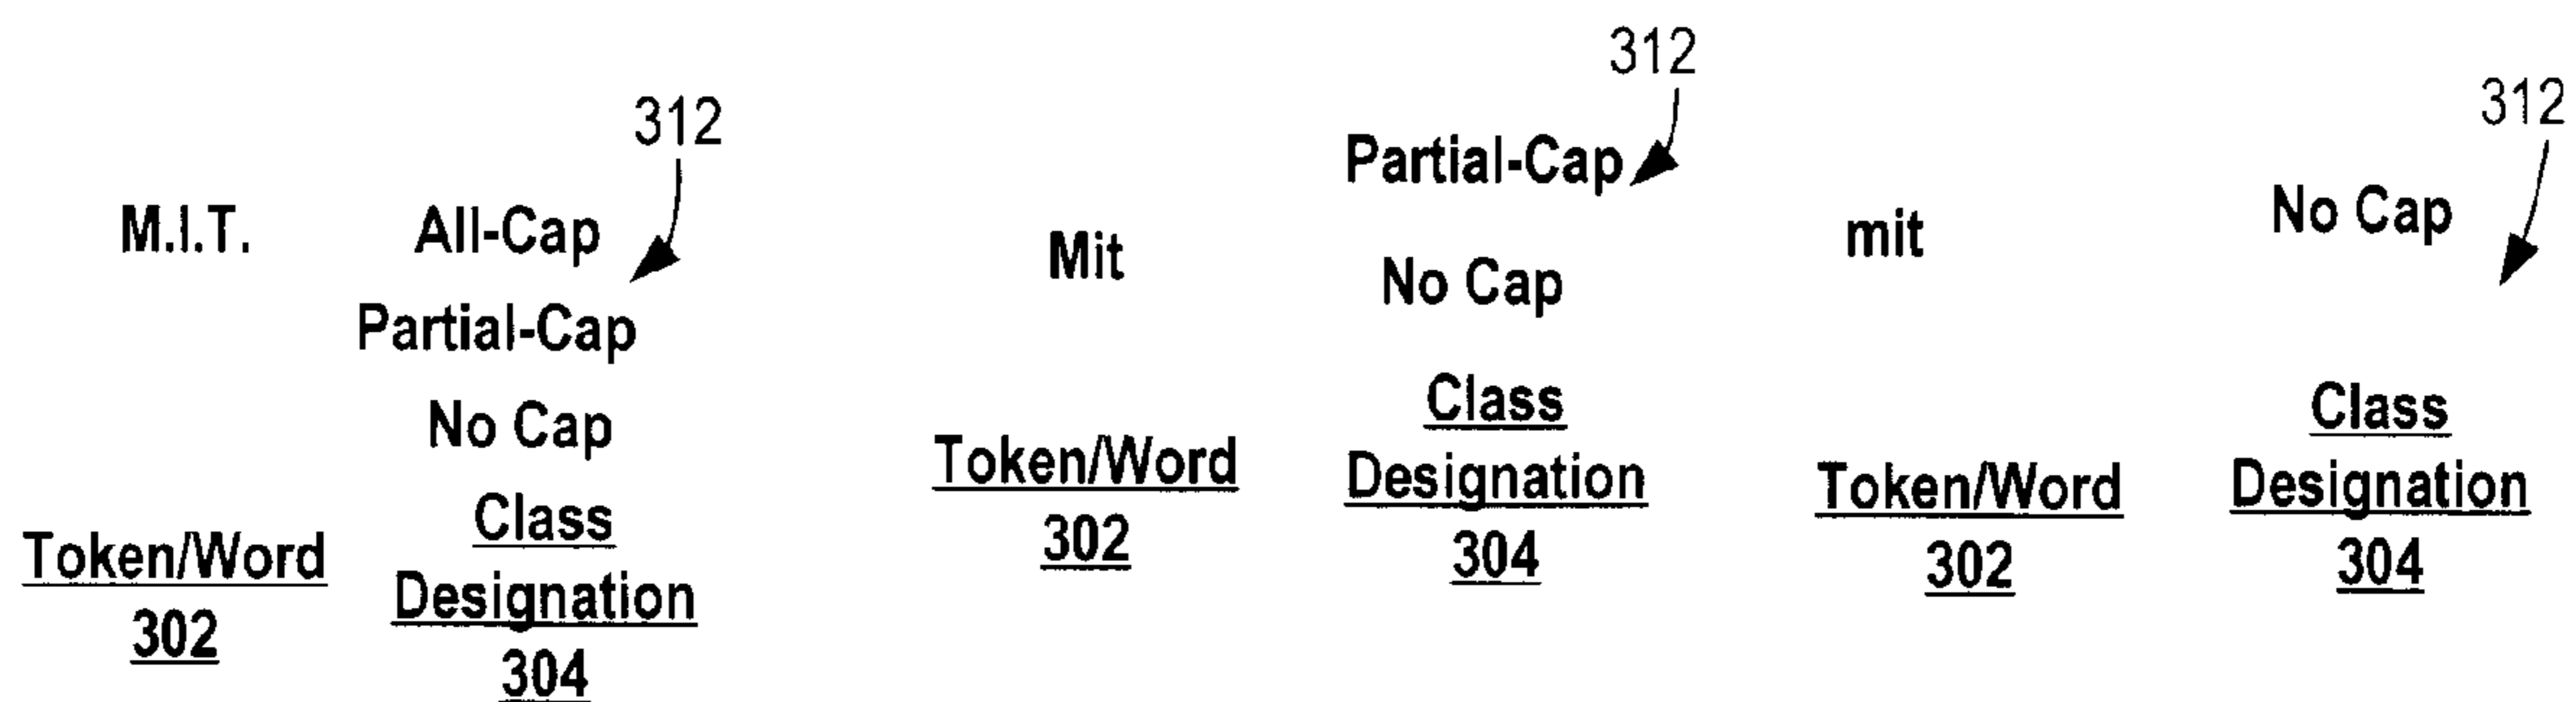 312
M.I.T.
All-Cap
Partial-Cap
No Cap
Token/Word
302
Class
Designation
304
312
Mit
Partial-Cap
No Cap
Token/Word
302
Class
Designation
304
312
mit
No Cap
Token/Word
302
Class
Designation
304